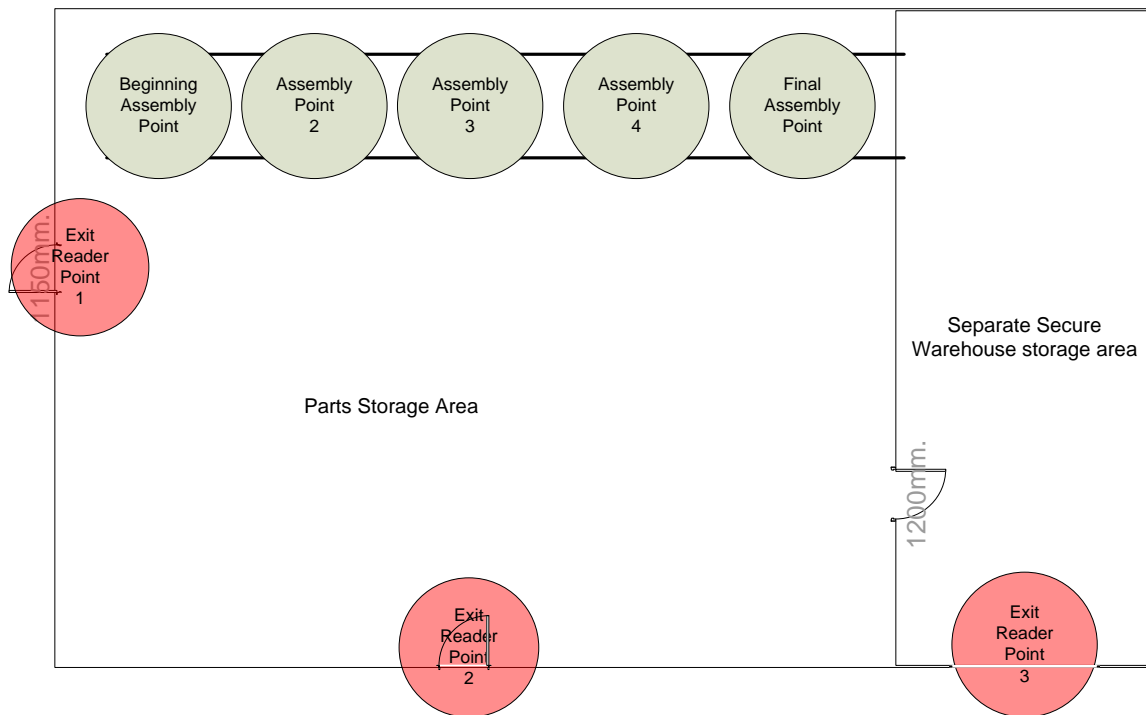 Beginning
Assembly
Point
Assembly
Point
2
Assembly
Point
3
Assembly
Point
4
Final
Assembly
Point
Exit
Reader
Point
1
1150mm.
Separate Secure
Warehouse storage area
Parts Storage Area
1200mm.
Exit
Reader
Point
2
Exit
Reader
Point
3